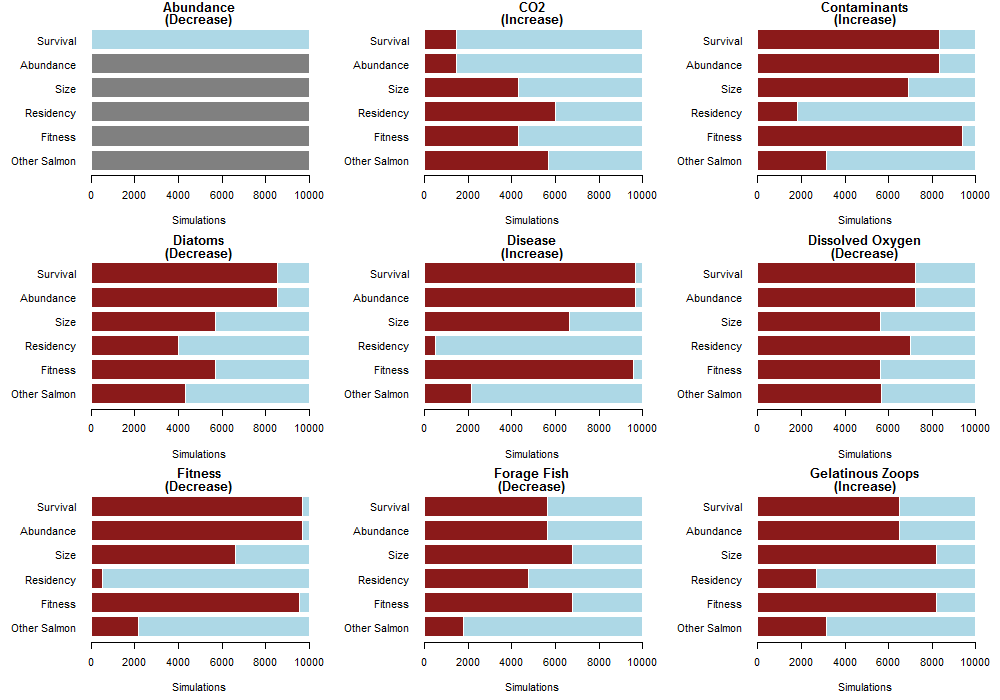 Abundance
(Decrease)
Survival
Abundance
Size
Residency
Fitness
Other Salmon
0 2000 4000 6000 8000 10000
Simulations
CO2
(Increase)
Survival
Abundance
Size
Residency
Fitness
Other Salmon
0 2000 4000 6000 8000 10000
Simulations
Contaminants
(Increase)
Survival
Abundance
Size
Residency
Fitness
Other Salmon
0 2000 4000 6000 8000 10000
Simulations
Diatoms
(Decrease)
Survival
Abundance
Size
Residency
Fitness
Other Salmon
0 2000 4000 6000 8000 10000
Simulations
Disease
(Increase)
Survival
Abundance
Size
Residency
Fitness
Other Salmon
0 2000 4000 6000 8000 10000
Simulations
Dissolved Oxygen
(Decrease)
Survival
Abundance
Size
Residency
Fitness
Other Salmon
0 2000 4000 6000 8000 10000
Simulations
Fitness
(Decrease)
Survival
Abundance
Size
Residency
Fitness
Other Salmon
0 2000 4000 6000 8000 10000
Simulations
Forage Fish
(Decrease)
Survival
Abundance
Size
Residency
Fitness
Other Salmon
0 2000 4000 6000 8000 10000
Simulations
Gelatinous Zoops
(Increase)
Survival
Abundance
Size
Residency
Fitness
Other Salmon
0 2000 4000 6000 8000 10000
Simulations